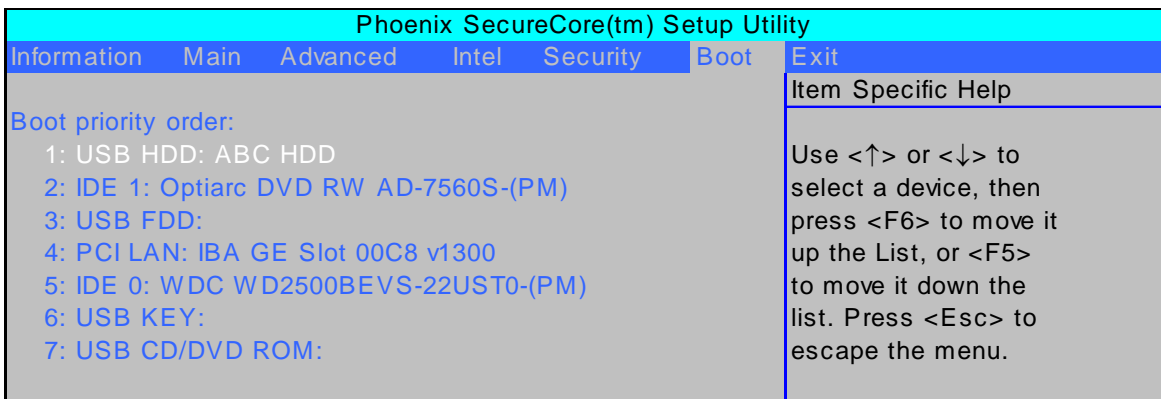 Phoenix SecureCore(tm) Setup Utility
Information Main Advanced Intel Security Boot Exit
Item Specific Help
Boot priority order:
1: USB HDD: ABC HDD
2: IDE 1: Optiarc DVD RW AD-7560S-(PM)
3: USB FDD:
4: PCI LAN: IBA GE Slot 00C8 v1300
5: IDE 0: WDC WD2500BEVS-22UST0-(PM)
6: USB KEY:
7: USB CD/DVD ROM:
Use <↑> or <↓> to
select a device, then
press <F6> to move it
up the List, or <F5>
to move it down the
list. Press <Esc> to
escape the menu.